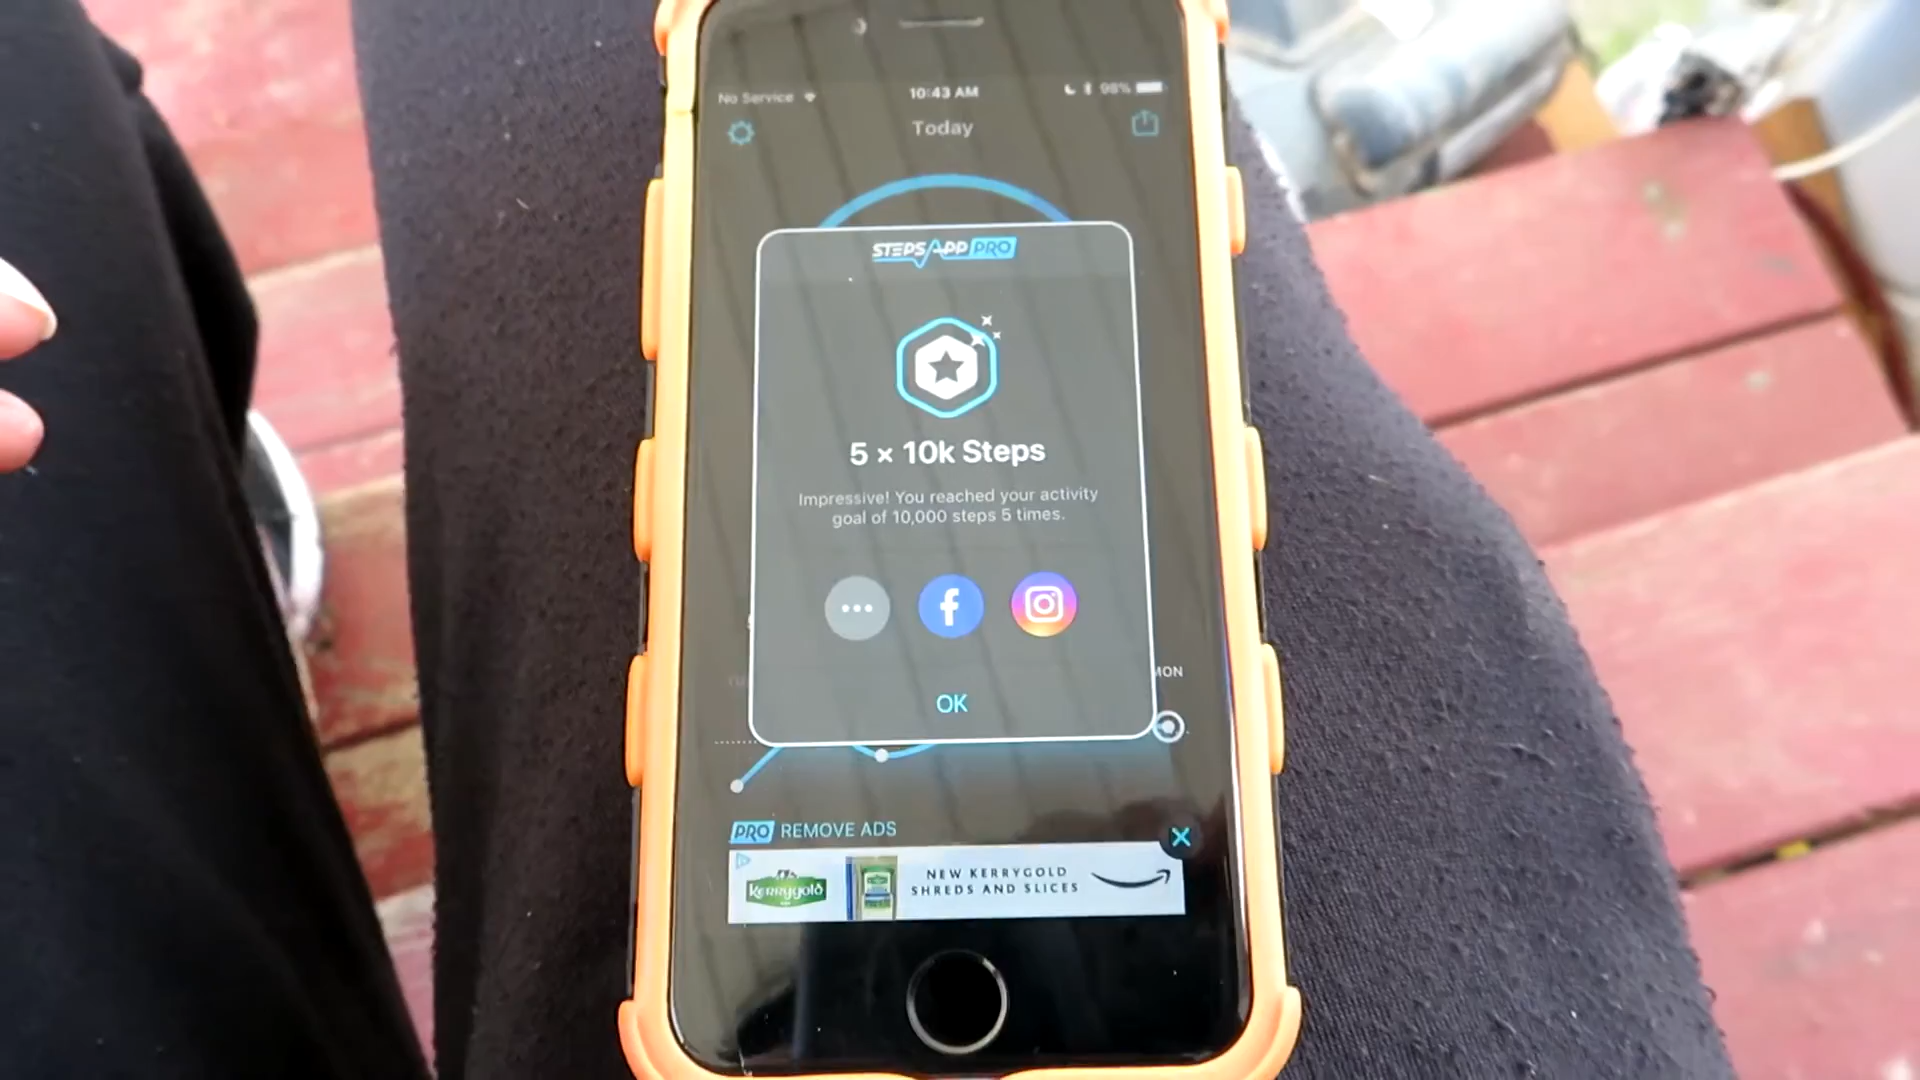 No Service
10:43 AM
98%
Today
STEPSAPP PRO
5 × 10k Steps
Impressive! You reached your activity
goal of 10,000 steps 5 times.
f
MON
OK
PRO REMOVE ADS
Kerrygold
NEW KERRYGOLD
SHREDS AND SLICES